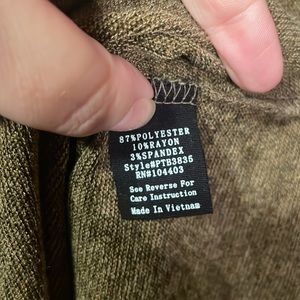 87%POLYESTER
10%RAYON
3%SPANDEX
Style#PTB3835
RN#104403
See Reverse For
Care Instruction
Made In Vietnam